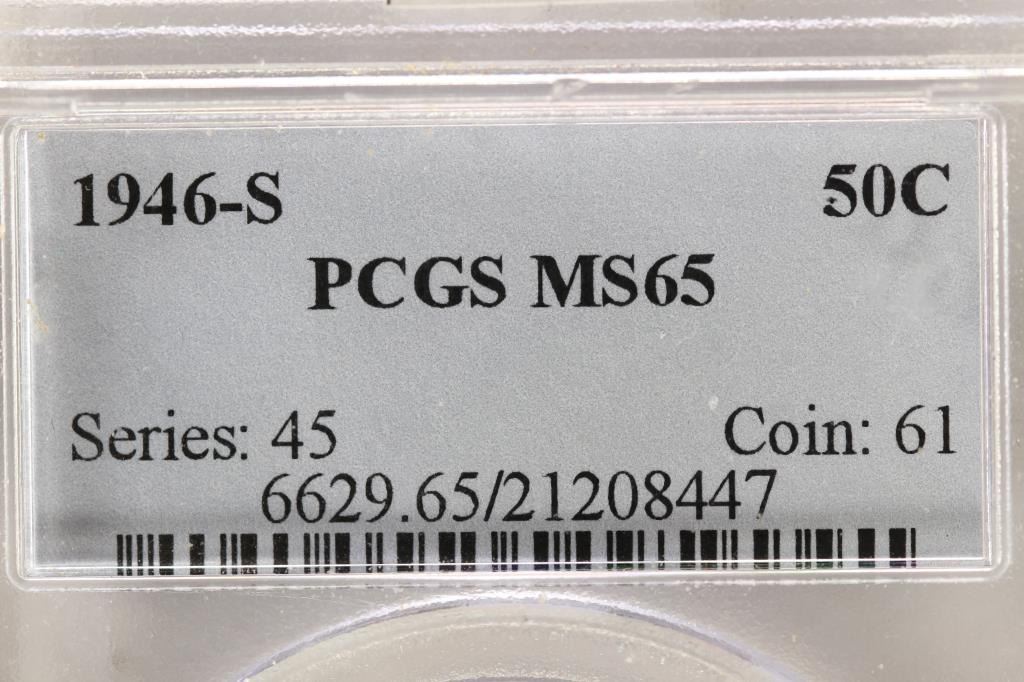 1946-S 50C
PCGS MS65
Series: 45 Coin: 61
6629.65/21208447